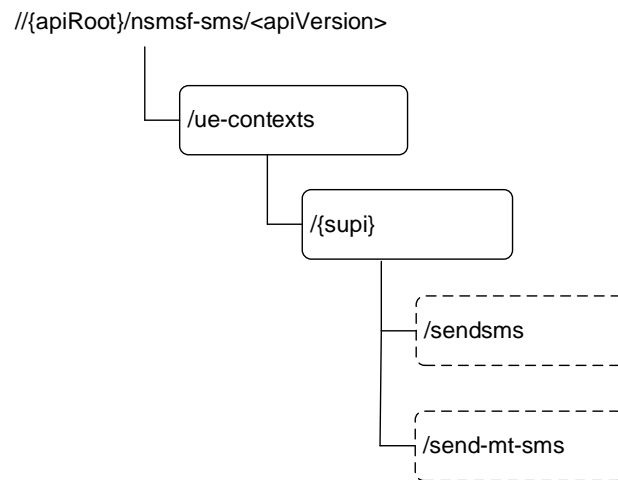 //{apiRoot}/nsmsf-sms/<apiVersion>
/ue-contexts
/{supi}
/sendsms
/send-mt-sms